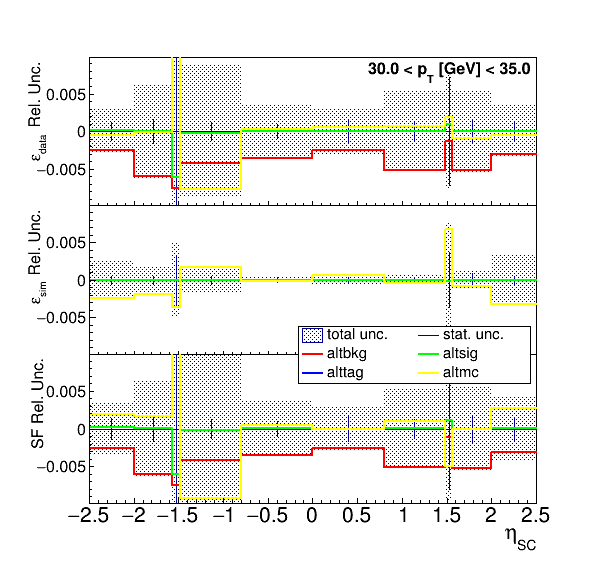 30.0 < p_T [GeV] < 35.0
ε_data Rel. Unc.
0.005
0
−0.005
ε_sim Rel. Unc.
0.005
0
−0.005
total unc. stat. unc.
altbkg altsig
alttag altmc
SF Rel. Unc.
0.005
0
−0.005
−2.5 −2 −1.5 −1 −0.5 0 0.5 1 1.5 2 2.5
η_SC